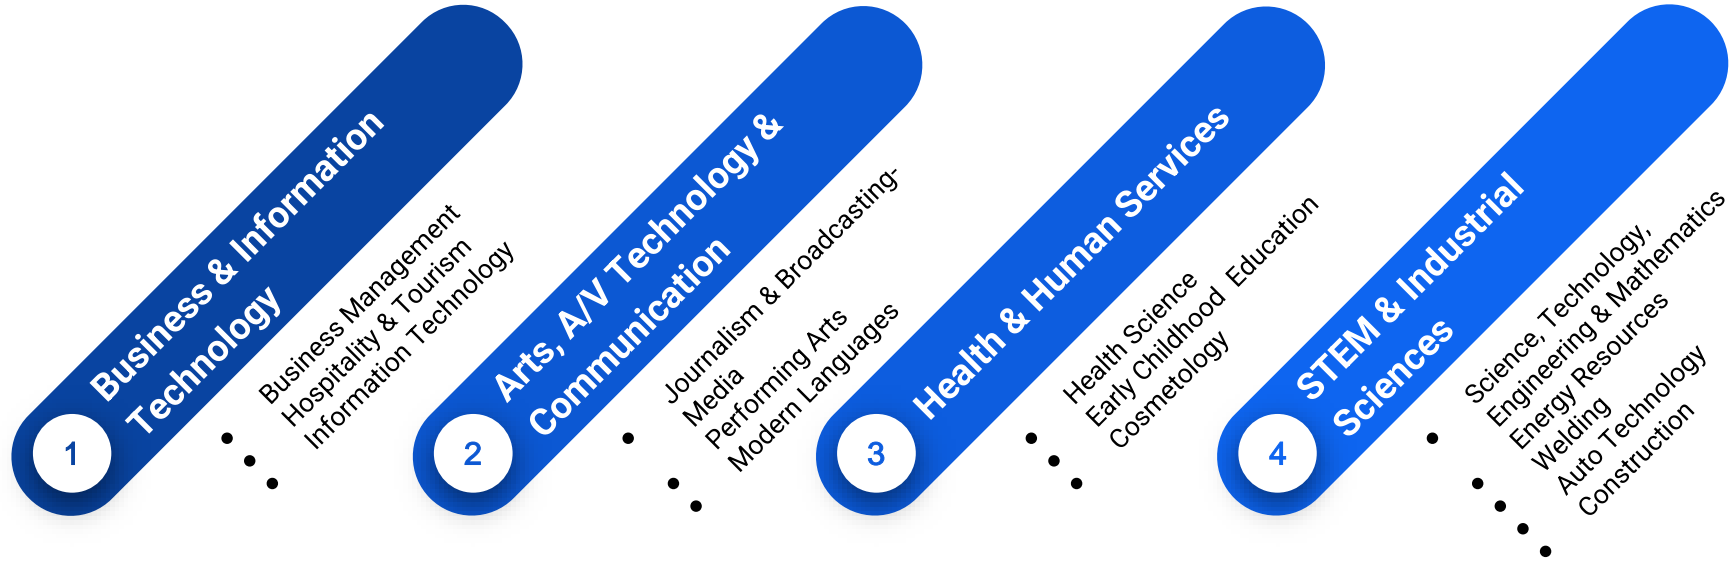 1
Business & Information
Technology
• Business Management
• Hospitality & Tourism
• Information Technology
2
Arts, A/V Technology &
Communication
• Journalism & Broadcasting-
Media
• Performing Arts
• Modern Languages
3
Health & Human Services
• Health Science
• Early Childhood Education
• Cosmetology
4
STEM & Industrial
Sciences
• Science, Technology,
Engineering & Mathematics
• Energy Resources
• Welding
• Auto Technology
• Construction